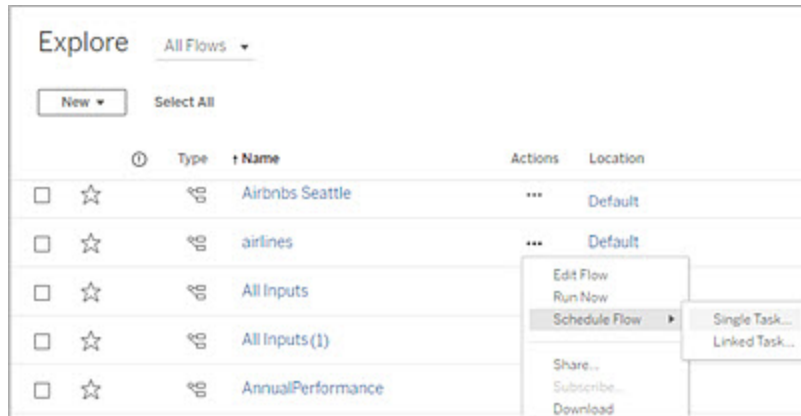 Explore All Flows
New Select All
Type ↑ Name Actions Location
Airbnbs Seattle ... Default
airlines ... Default
Edit Flow
All Inputs
Run Now
Schedule Flow Single Task...
All Inputs (1) Linked Task...
Share...
Subscribe...
AnnualPerformance
Download